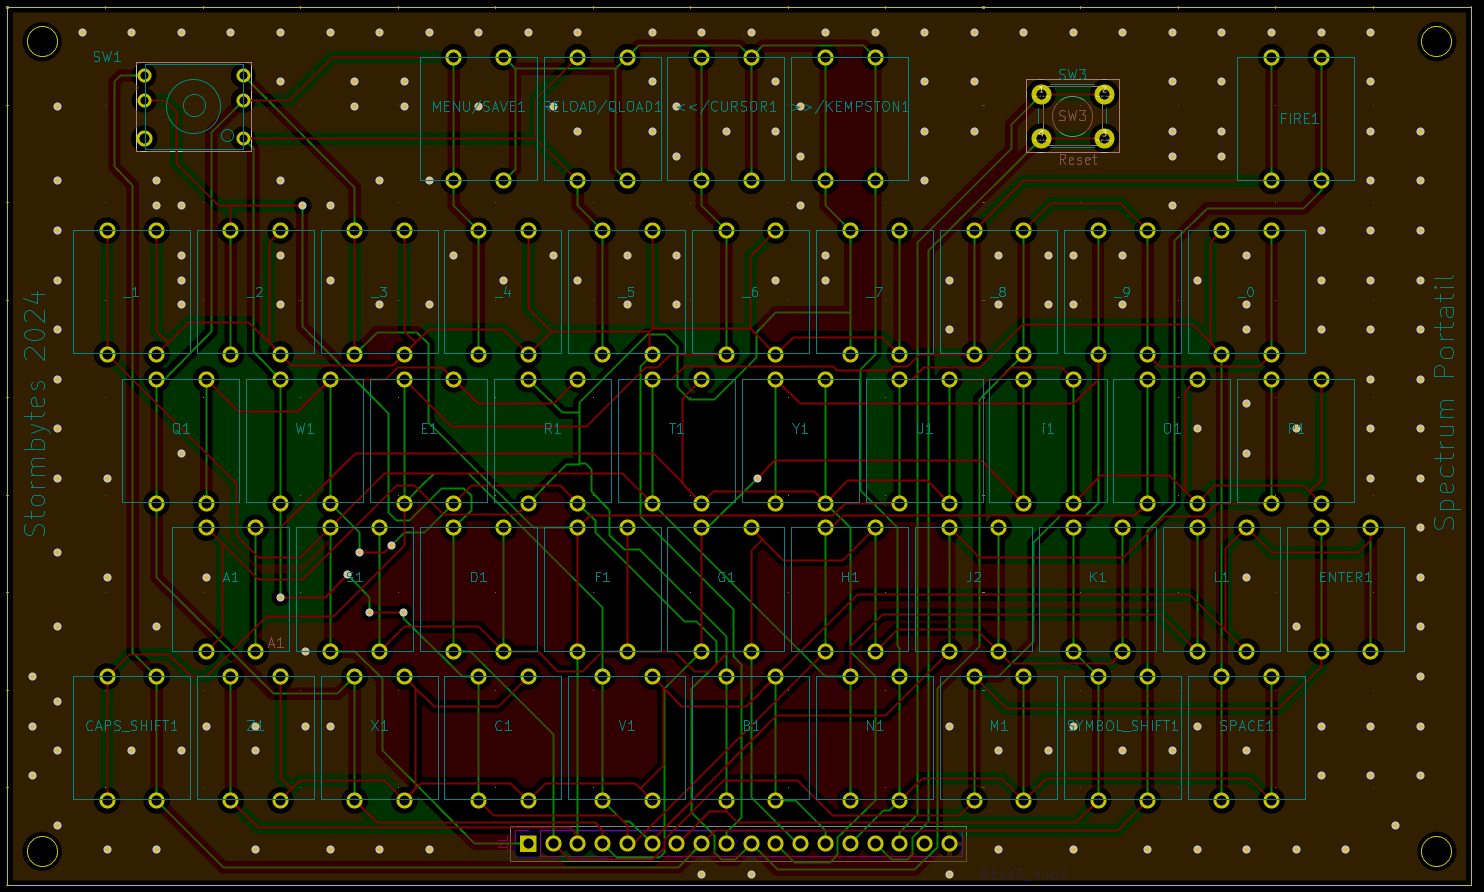 SW1
MENU/SAVE1
LOAD/QLOAD1
<</CURSOR1
>>/KEMPSTON1
SW3
SW3
Reset
FIRE1
_1
_2
_3
_4
_5
_6
_7
_8
_9
_0
Stormbytes 2024
Spectrum Portatil
Q1
W1
E1
R1
T1
Y1
I1
O1
P1
A1
S1
D1
F1
G1
H1
J2
K1
L1
ENTER1
A1
CAPS_SHIFT1
Z1
X1
C1
V1
B1
N1
M1
SYMBOL_SHIFT1
SPACE1